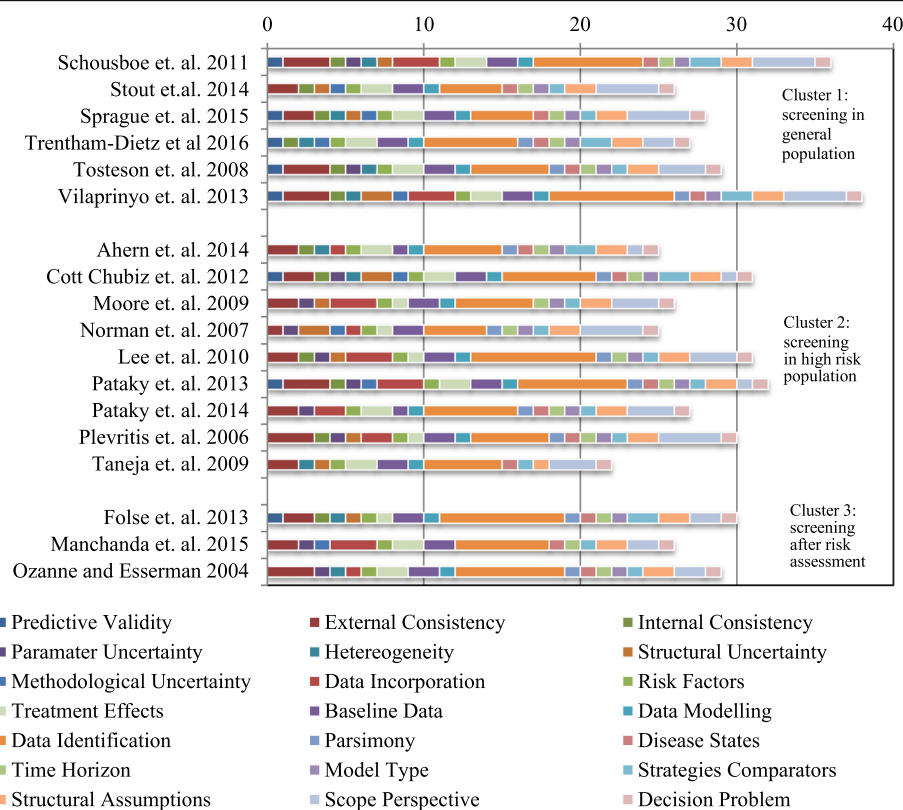 0 10 20 30 40
Schousboe et. al. 2011
Stout et.al. 2014
Sprague et. al. 2015
Trentham-Dietz et al 2016
Tosteson et. al. 2008
Vilaprinyo et al. 2013
Cluster 1:
screening in
general
population
Ahern et. al. 2014
Cott Chubiz et. al. 2012
Moore et. al. 2009
Norman et. al. 2007
Lee et. al. 2010
Pataky et. al. 2013
Pataky et. al. 2014
Plevritis et. al. 2006
Taneja et. al. 2009
Cluster 2:
screening
in high risk
population
Folse et. al. 2013
Manchanda et. al. 2015
Ozanne and Esserman 2004
Cluster 3:
screening
after risk
assessment
Predictive Validity External Consistency Internal Consistency
Paramater Uncertainty Hetereogeneity Structural Uncertainty
Methodological Uncertainty Data Incorporation Risk Factors
Treatment Effects Baseline Data Data Modelling
Data Identification Parsimony Disease States
Time Horizon Model Type Strategies Comparators
Structural Assumptions Scope Perspective Decision Problem